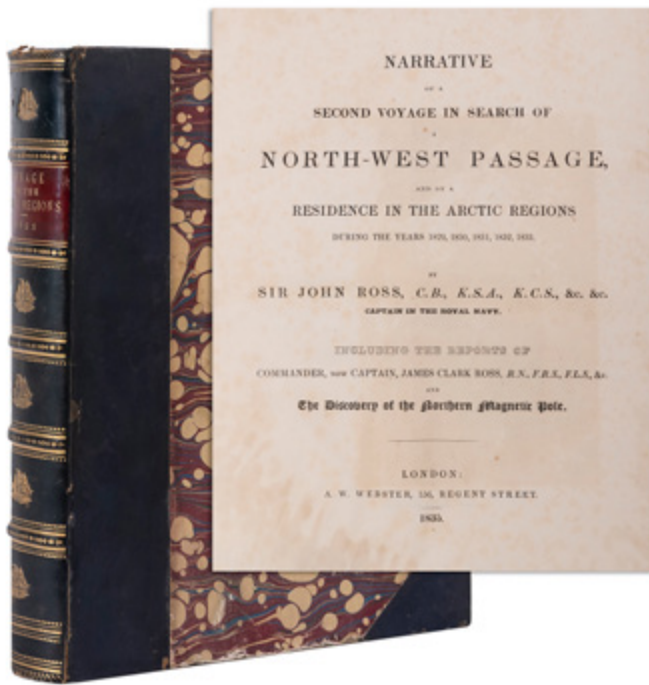 YAGE
THE
REGIONS
NARRATIVE
OF A
SECOND VOYAGE IN SEARCH OF
A
NORTH-WEST PASSAGE,
AND OF A
RESIDENCE IN THE ARCTIC REGIONS
DURING THE YEARS 1829, 1830, 1831, 1832, 1833.
BY
SIR JOHN ROSS, C.B., K.S.A., K.C.S., &c. &c.
CAPTAIN IN THE ROYAL NAVY.
INCLUDING THE REPORTS OF
COMMANDER, NOW CAPTAIN, JAMES CLARK ROSS, R.N., F.R.S., F.L.S., &c.
AND
The Discovery of the Northern Magnetic Pole.
LONDON:
A. W. WEBSTER, 156, REGENT STREET.
1835.